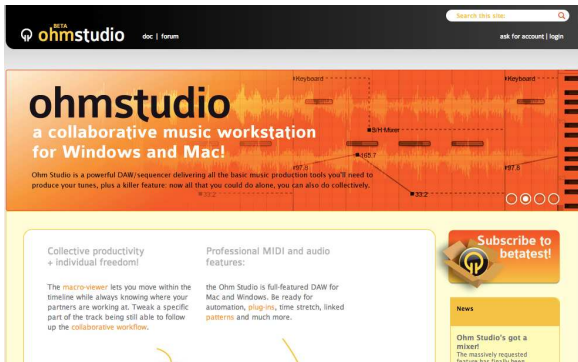 BETA
ohmstudio
doc | forum
Search this site:
ask for account | login
ohmstudio
a collaborative music workstation
for Windows and Mac!
Ohm Studio is a powerful DAW/sequencer delivering all the basic music production tools you'll need to
produce your tunes, plus a killer feature: now all that you could do alone, you can also do collectively.
Keyboard
Keyboard
B/H Mixer
165.7
97.6
97.6
33.2
33.2
Collective productivity
+ individual freedom!
The macro-viewer lets you move within the
timeline while always knowing where your
partners are working at. Tweak a specific
part of the track being still able to follow
up the collaborative workflow.
Professional MIDI and audio
features:
the Ohm Studio is full-featured DAW for
Mac and Windows. Be ready for
automation, plug-ins, time stretch, linked
patterns and much more.
Subscribe to
betatest!
News
Ohm Studio's got a
mixer!
The massively requested
feature has finally been